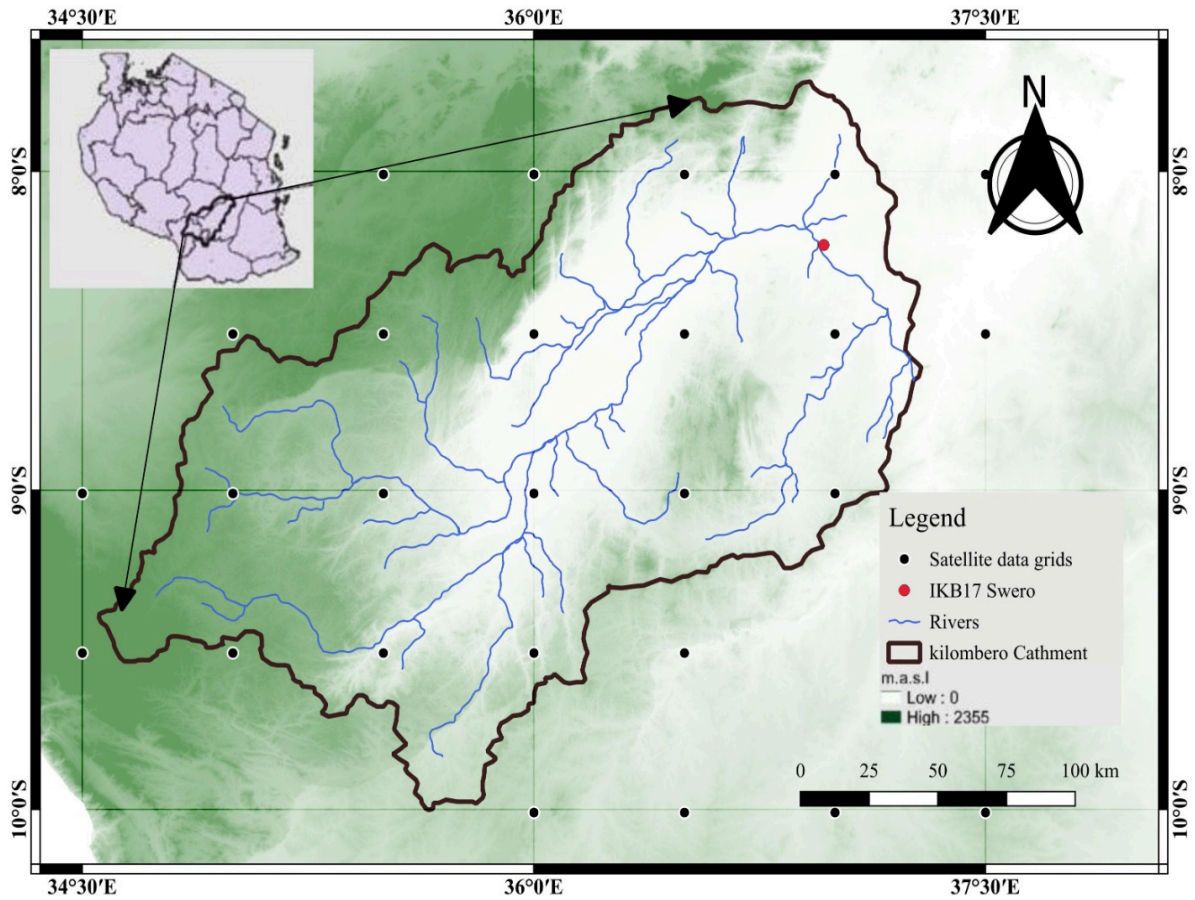 34°30′E 36°0′E 37°30′E
N
8°0′S 8°0′S
9°0′S 9°0′S
Legend
Satellite data grids
IKB17 Swero
Rivers
kilombero Cathment
m.a.s.l
Low : 0
High : 2355
0 25 50 75 100 km
10°0′S 10°0′S
34°30′E 36°0′E 37°30′E